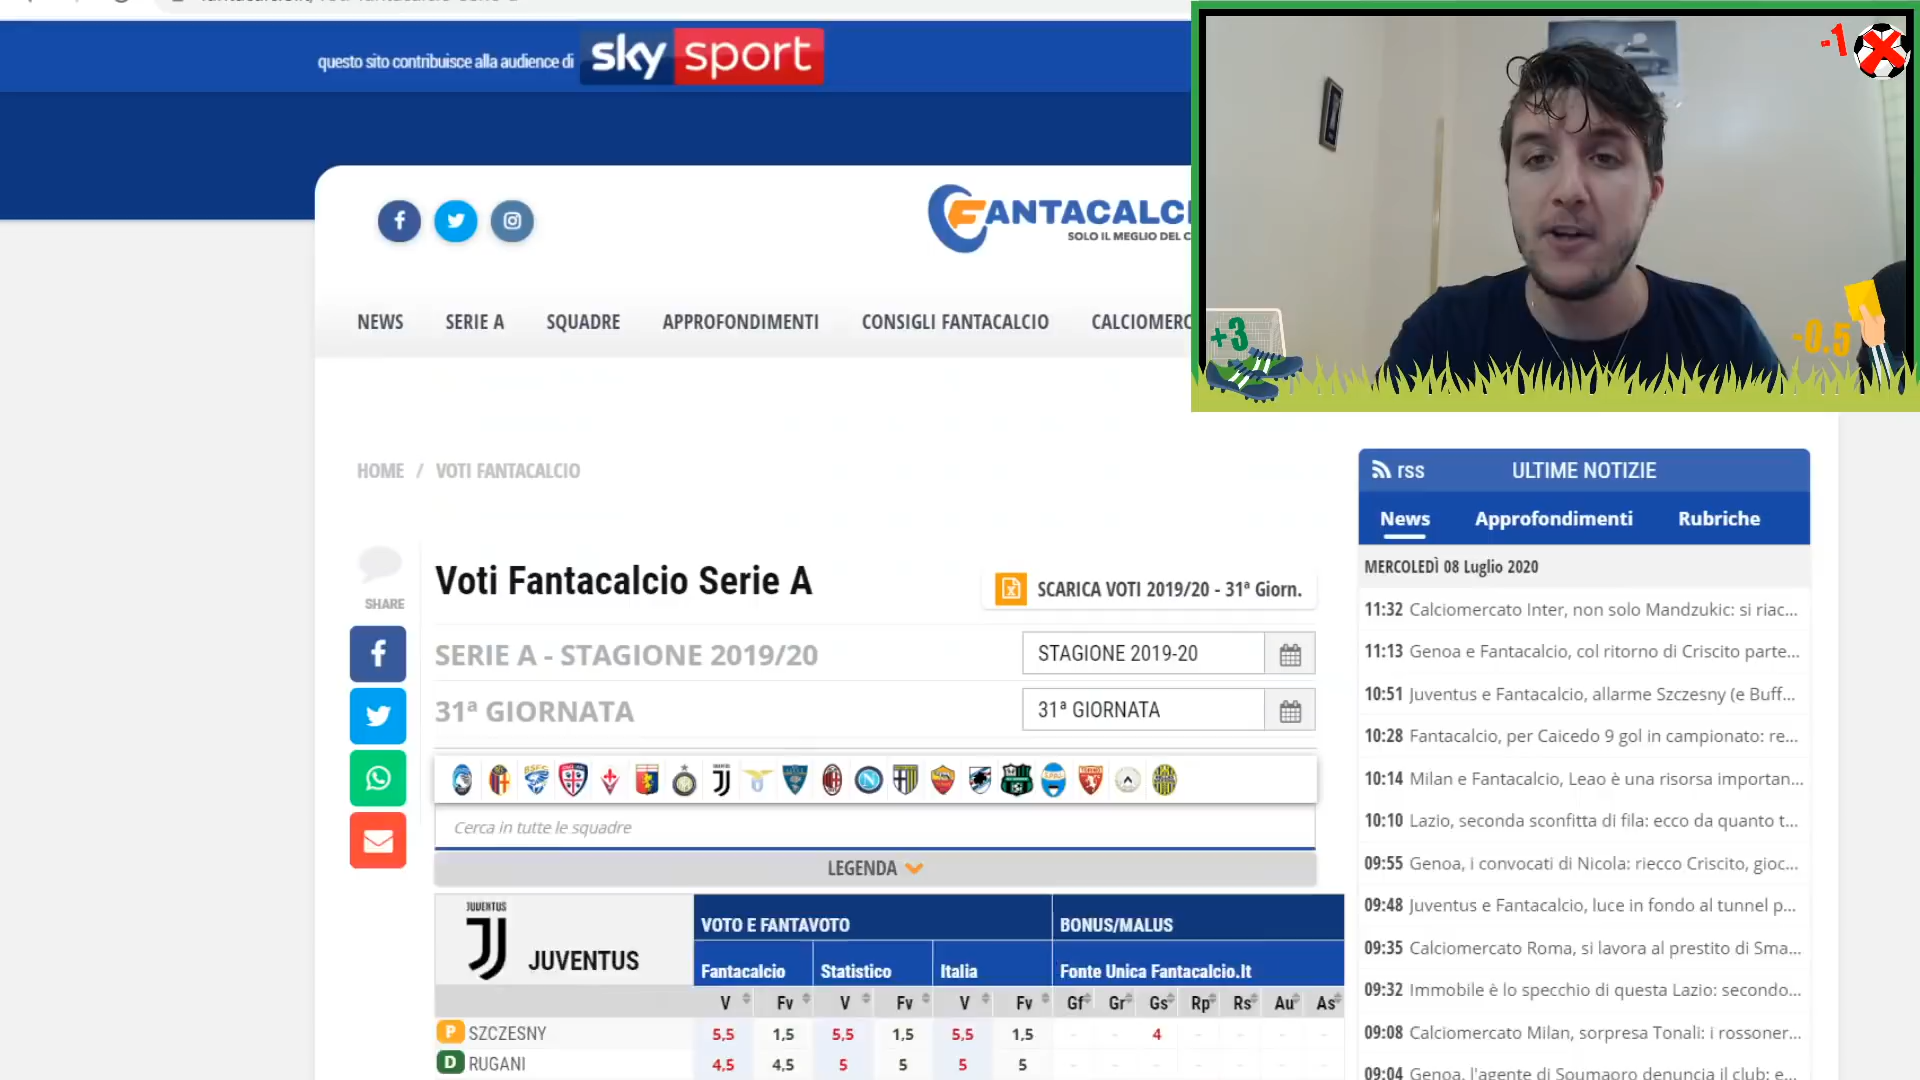 questo sito contribuisce alla audience di sky sport
-1
FANTACALC
SOLO IL MEGLIO DEL C
NEWS SERIE A SQUADRE APPROFONDIMENTI CONSIGLI FANTACALCIO CALCIOMERC
+3
-0.5
HOME / VOTI FANTACALCIO
rss ULTIME NOTIZIE
News Approfondimenti Rubriche
MERCOLEDÌ 08 Luglio 2020
SHARE
Voti Fantacalcio Serie A
SCARICA VOTI 2019/20 - 31ª Giorn.
SERIE A - STAGIONE 2019/20
STAGIONE 2019-20
31ª GIORNATA
31ª GIORNATA
Cerca in tutte le squadre
LEGENDA
JUVENTUS
JUVENTUS
VOTO E FANTAVOTO BONUS/MALUS
Fantacalcio Statistico Italia Fonte Unica Fantacalcio.It
V Fv V Fv V Fv Gf Gr Gs Rp Rs Au As
P SZCZESNY 5,5 1,5 5,5 1,5 5,5 1,5 - - 4 - - - -
D RUGANI 4,5 4,5 5 5 5 5 - - - - - - -
11:32 Calciomercato Inter, non solo Mandzukic: si riac...
11:13 Genoa e Fantacalcio, col ritorno di Criscito parte...
10:51 Juventus e Fantacalcio, allarme Szczesny (e Buff...
10:28 Fantacalcio, per Caicedo 9 gol in campionato: re...
10:14 Milan e Fantacalcio, Leao è una risorsa importan...
10:10 Lazio, seconda sconfitta di fila: ecco da quanto t...
09:55 Genoa, i convocati di Nicola: riecco Criscito, gioc...
09:48 Juventus e Fantacalcio, luce in fondo al tunnel p...
09:35 Calciomercato Roma, si lavora al prestito di Sma...
09:32 Immobile è lo specchio di questa Lazio: secondo...
09:08 Calciomercato Milan, sorpresa Tonali: i rossoner...
09:04 Genoa, l'agente di Soumaoro denuncia il club: e...